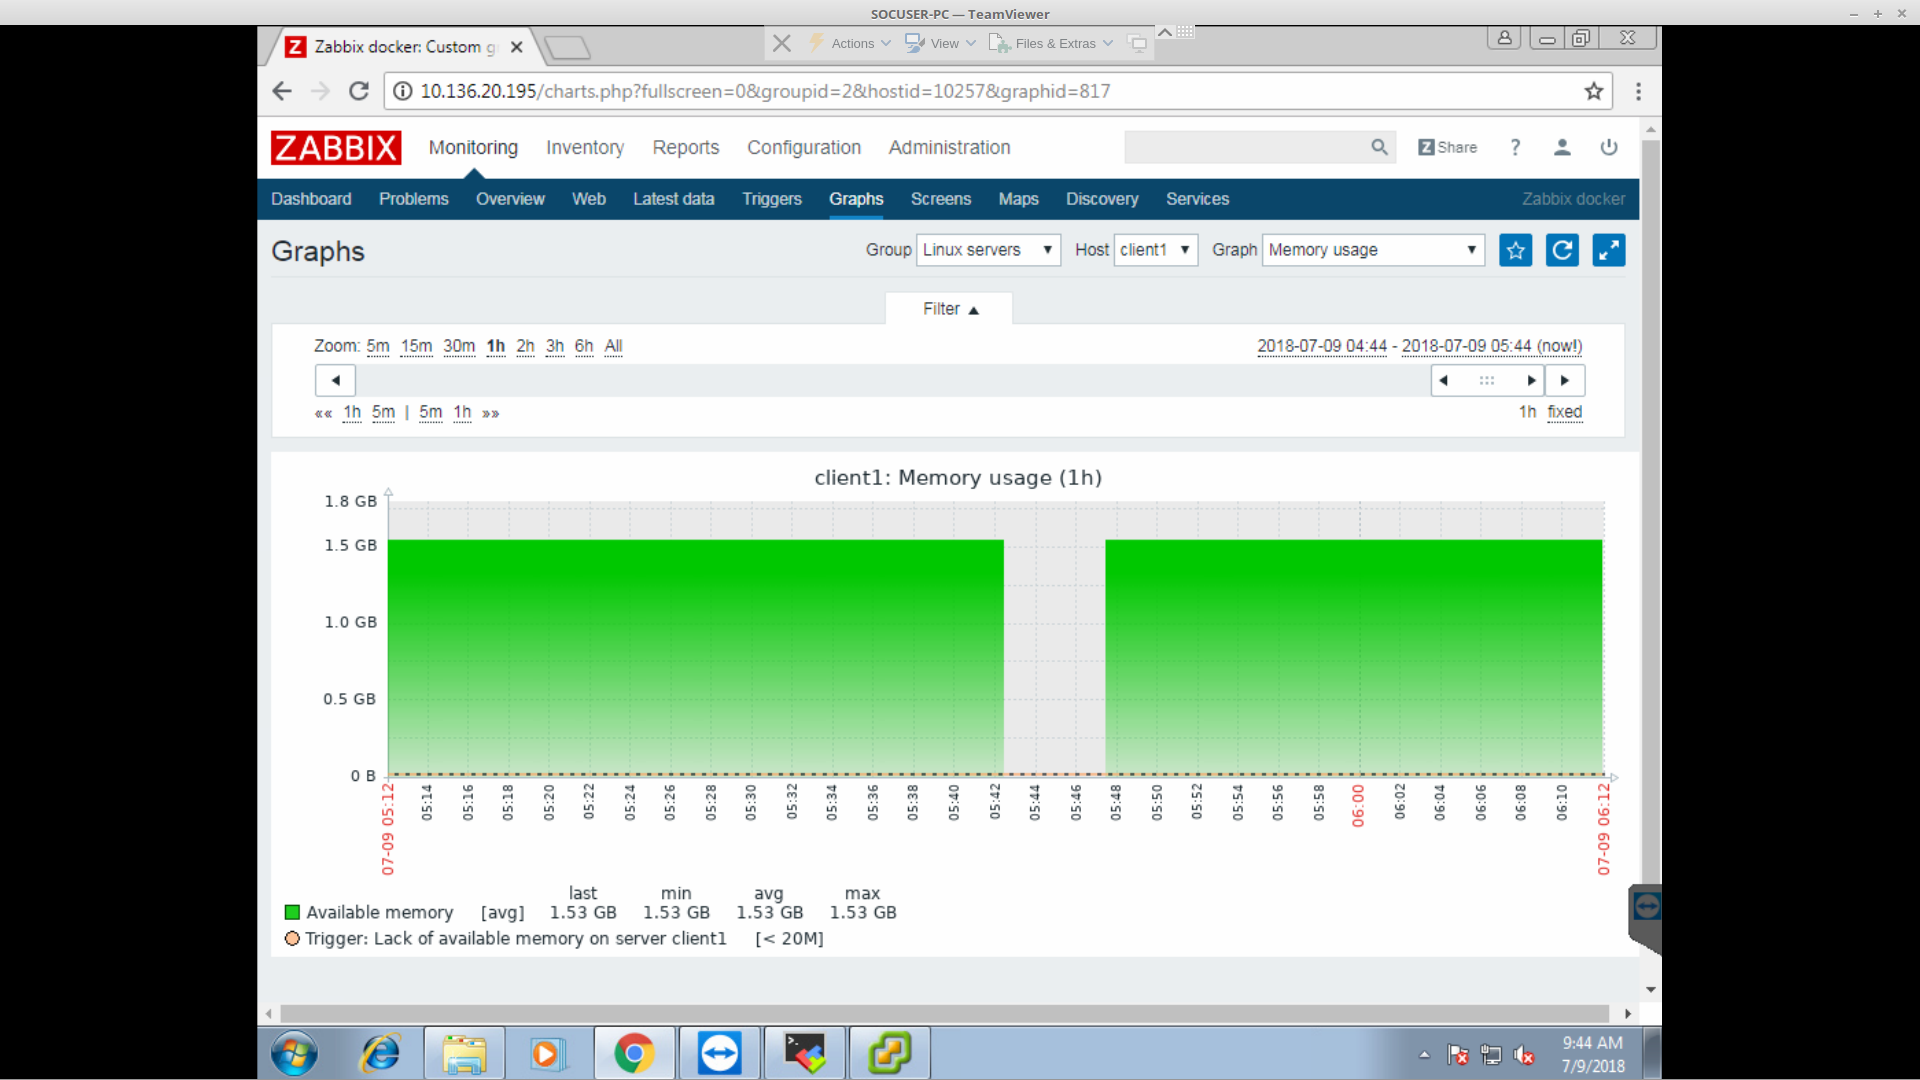 SOCUSER-PC — TeamViewer
Zabbix docker: Custom g
Actions View Files & Extras
10.136.20.195/charts.php?fullscreen=0&groupid=2&hostid=10257&graphid=817
ZABBIX Monitoring Inventory Reports Configuration Administration Z Share ?
Dashboard Problems Overview Web Latest data Triggers Graphs Screens Maps Discovery Services Zabbix docker
Graphs Group Linux servers Host client1 Graph Memory usage
Filter
Zoom: 5m 15m 30m 1h 2h 3h 6h All 2018-07-09 04:44 - 2018-07-09 05:44 (now!)
«« 1h 5m | 5m 1h »» 1h fixed
client1: Memory usage (1h)
1.8 GB
1.5 GB
1.0 GB
0.5 GB
0 B
07-09 05:12 05:14 05:16 05:18 05:20 05:22 05:24 05:26 05:28 05:30 05:32 05:34 05:36 05:38 05:40 05:42 05:44 05:46 05:48 05:50 05:52 05:54 05:56 05:58 06:00 06:02 06:04 06:06 06:08 06:10 07-09 06:12
last min avg max
Available memory [avg] 1.53 GB 1.53 GB 1.53 GB 1.53 GB
Trigger: Lack of available memory on server client1 [< 20M]
9:44 AM
7/9/2018